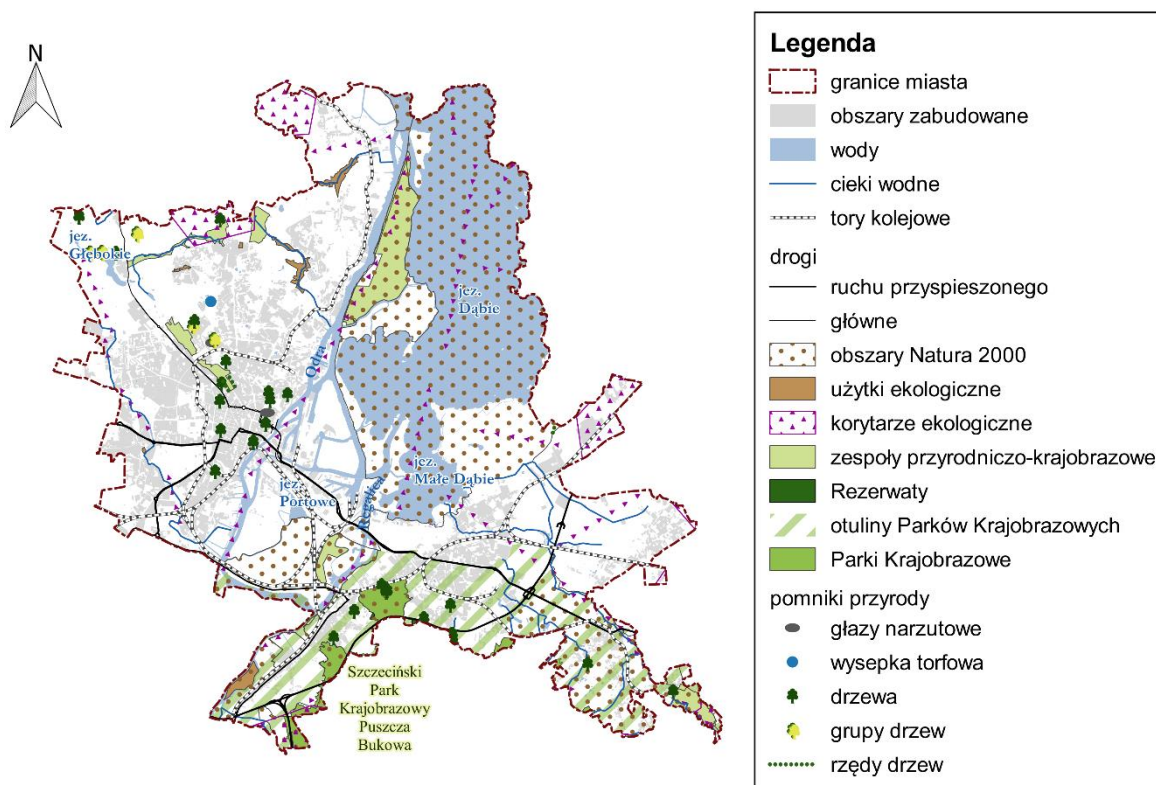 N
jez.
Głębokie
jez.
Dąbie
Odra
jez.
Małe Dąbie
jez.
Portowe
Regalica
Szczeciński
Park
Krajobrazowy
Puszcza
Bukowa
Legenda
granice miasta
obszary zabudowane
wody
cieki wodne
tory kolejowe
drogi
ruchu przyspieszonego
główne
obszary Natura 2000
użytki ekologiczne
korytarze ekologiczne
zespoły przyrodniczo-krajobrazowe
Rezerwaty
otuliny Parków Krajobrazowych
Parki Krajobrazowe
pomniki przyrody
głazy narzutowe
wysepka torfowa
drzewa
grupy drzew
rzędy drzew